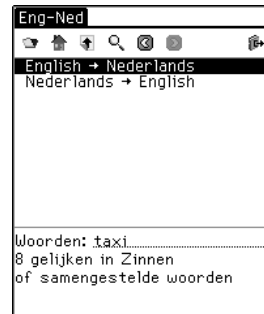 Eng-Ned
English → Nederlands
Nederlands → English
Woorden: taxi
8 gelijken in Zinnen
of samengestelde woorden